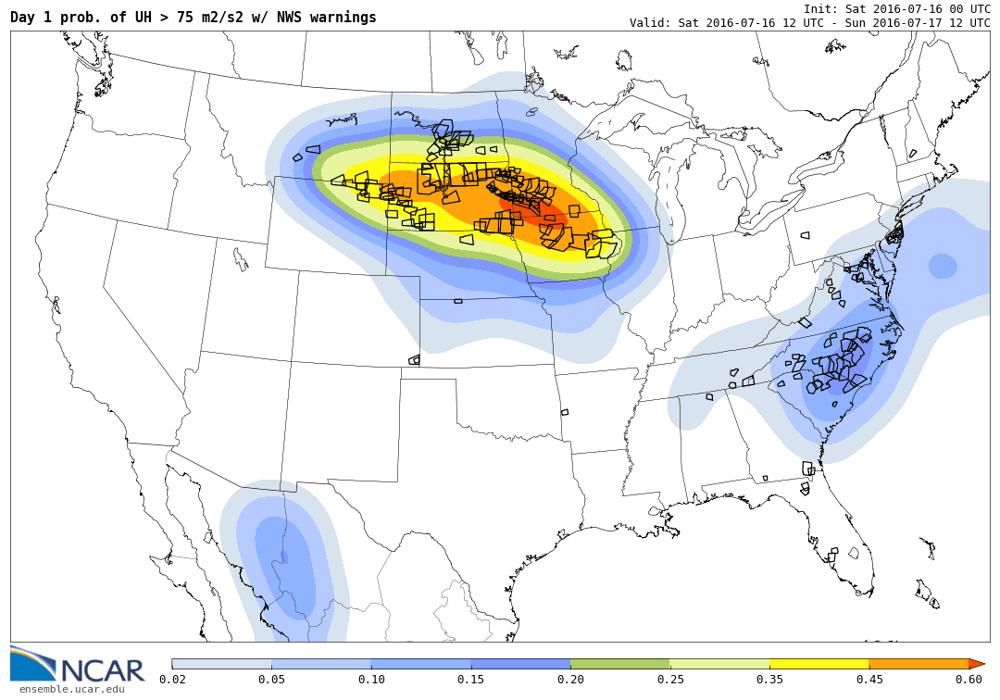 Day 1 prob. of UH > 75 m2/s2 w/ NWS warnings
Init: Sat 2016-07-16 00 UTC
Valid: Sat 2016-07-16 12 UTC - Sun 2016-07-17 12 UTC
NCAR
ensemble.ucar.edu
0.02 0.05 0.10 0.15 0.20 0.25 0.35 0.45 0.60